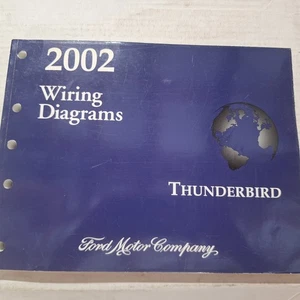 2002
Wiring
Diagrams
THUNDERBIRD
Ford Motor Company,